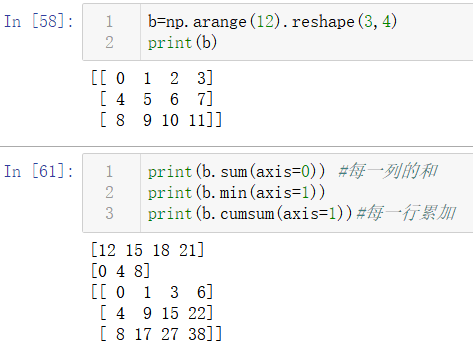 In [58]:
1 b=np.arange(12).reshape(3,4)
2 print(b)
[[ 0  1  2  3]
 [ 4  5  6  7]
 [ 8  9 10 11]]
In [61]:
1 print(b.sum(axis=0)) #每一列的和
2 print(b.min(axis=1))
3 print(b.cumsum(axis=1))#每一行累加
[12 15 18 21]
[0 4 8]
[[ 0  1  3  6]
 [ 4  9 15 22]
 [ 8 17 27 38]]